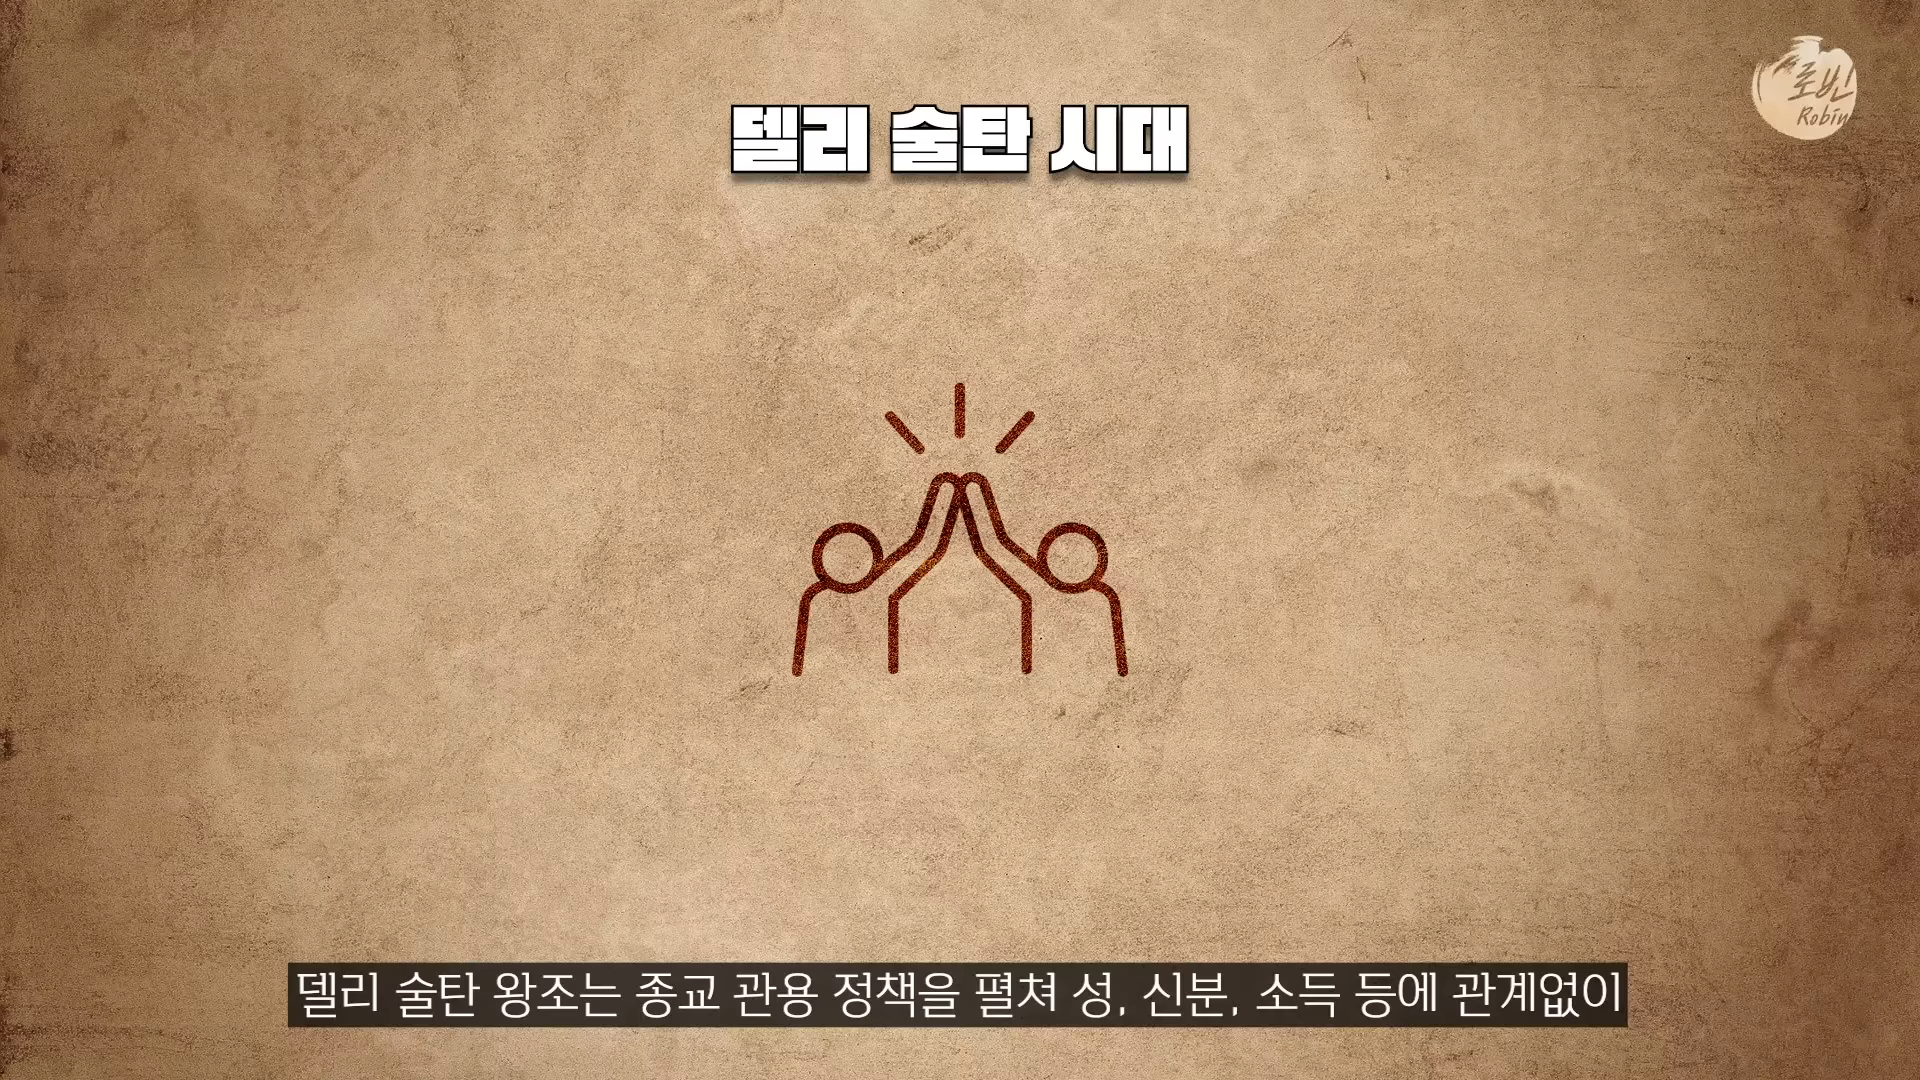 델리 술탄 시대
로빈
Robin
델리 술탄 왕조는 종교 관용 정책을 펼쳐 성, 신분, 소득 등에 관계없이